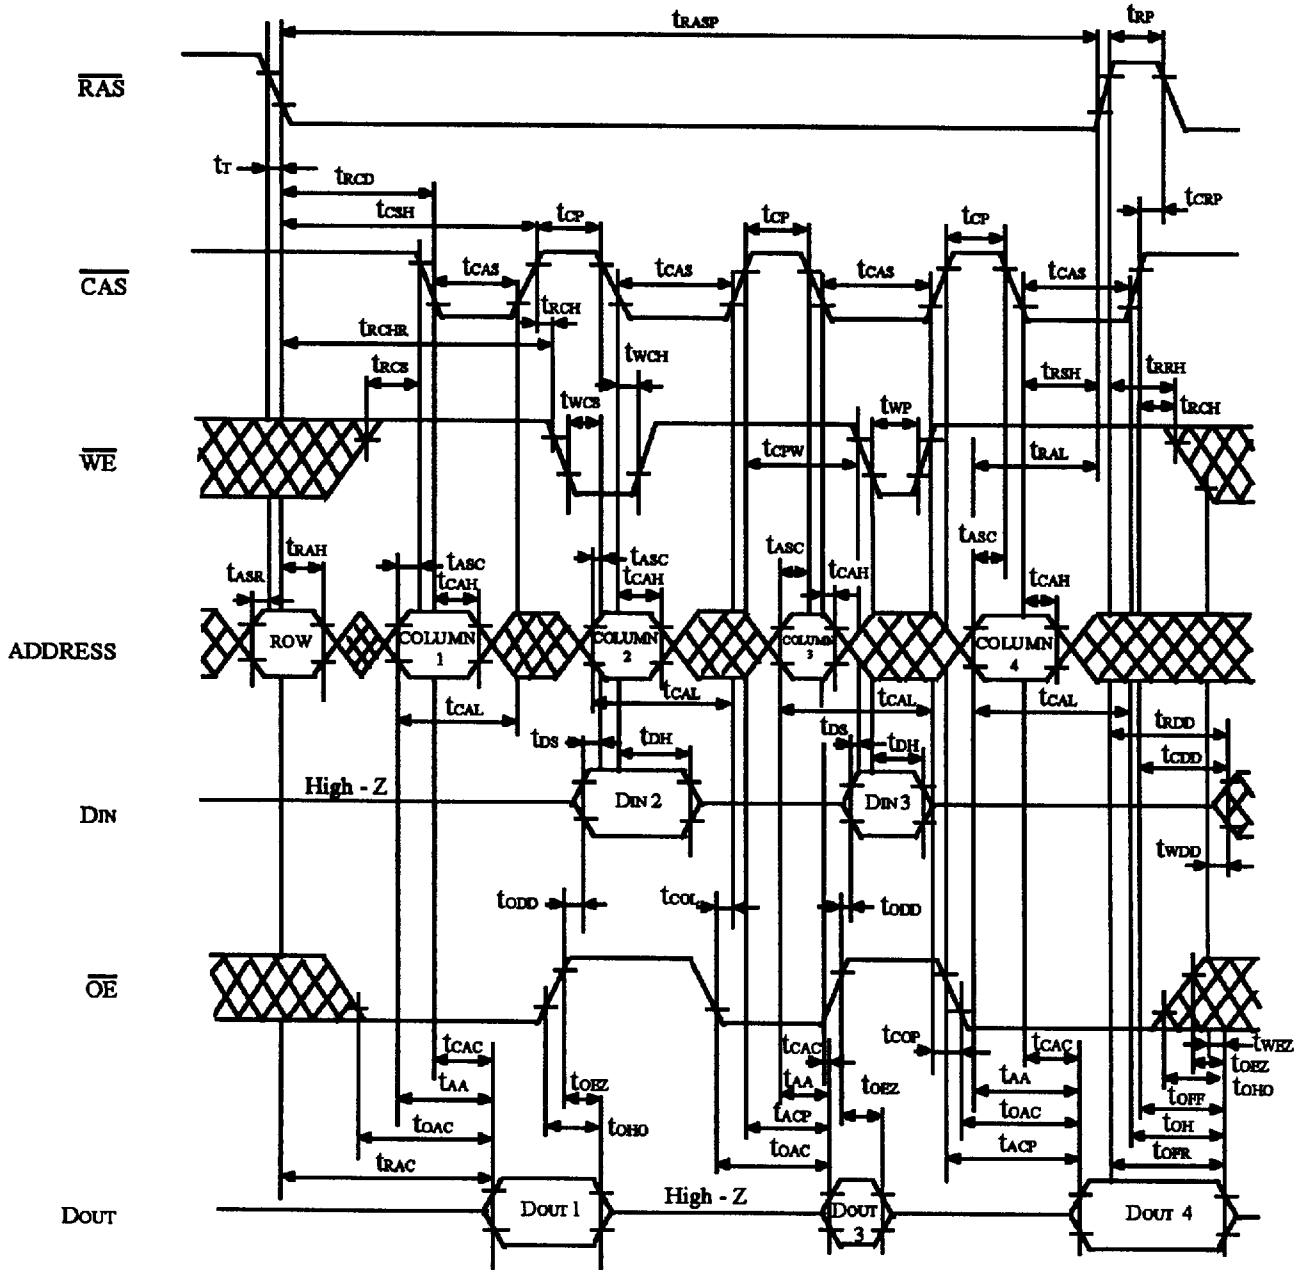 tRASP tRP
RAS
tT tRCD
tCSH tCP tCP tCP tCRP
CAS tCAS tCAS tCAS tCAS
tRCH
tRCHR tWCH
tRCS tRSH tRRH
tWCS tWP tRCH
WE tCPW tRAL
tRAH tASC tASC tASC tASC
tASR tCAH tCAH tCAH tCAH
ADDRESS ROW COLUMN 1 COLUMN 2 COLUMN 3 COLUMN 4
tCAL tCAL tCAL tCAL
tRDD
tDS tDH tDS tDH
tCDD
High - Z
DIN DIN 2 DIN 3
tWDD
tODD tCOL tODD
OE
tCOP tWEZ
tCAC tCAC tCAC
tOEZ
tAA tOEZ tAA tOEZ tAA tOHO
tOFF
tOAC tOHO tACP tOAC
tOH
tRAC tOAC tACP
tOFR
High - Z
DOUT DOUT 1 DOUT 3 DOUT 4